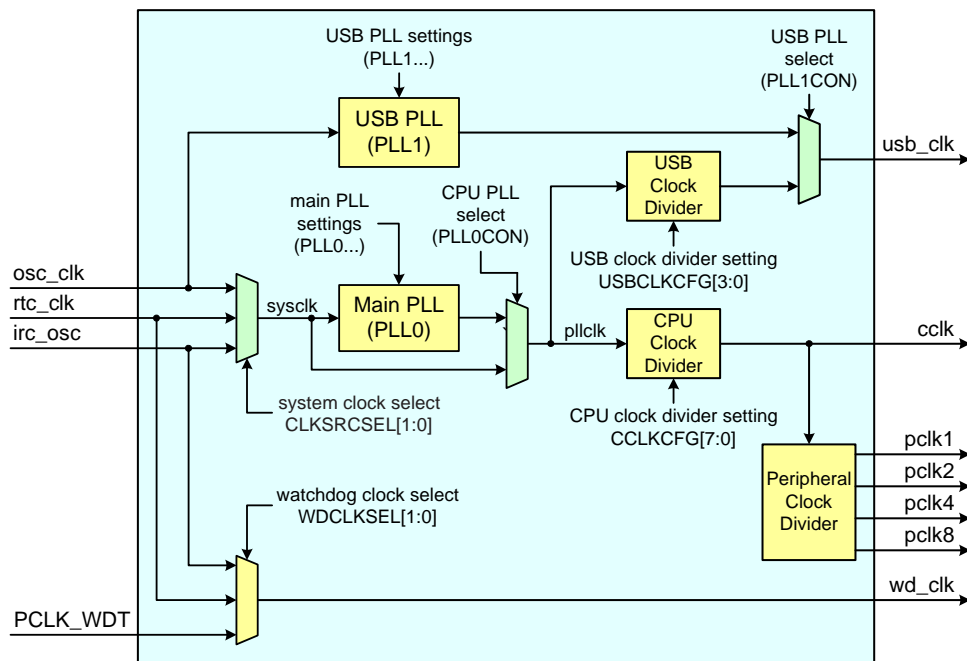 USB PLL settings
(PLL1...)
USB PLL
select
(PLL1CON)
USB PLL
(PLL1)
usb_clk
USB
Clock
Divider
main PLL
settings
(PLL0...)
CPU PLL
select
(PLL0CON)
USB clock divider setting
USBCLKCFG[3:0]
osc_clk
rtc_clk
irc_osc
sysclk
Main PLL
(PLL0)
pllclk
CPU
Clock
Divider
cclk
system clock select
CLKSRCSEL[1:0]
CPU clock divider setting
CCLKCFG[7:0]
Peripheral
Clock
Divider
pclk1
pclk2
pclk4
pclk8
watchdog clock select
WDCLKSEL[1:0]
PCLK_WDT
wd_clk